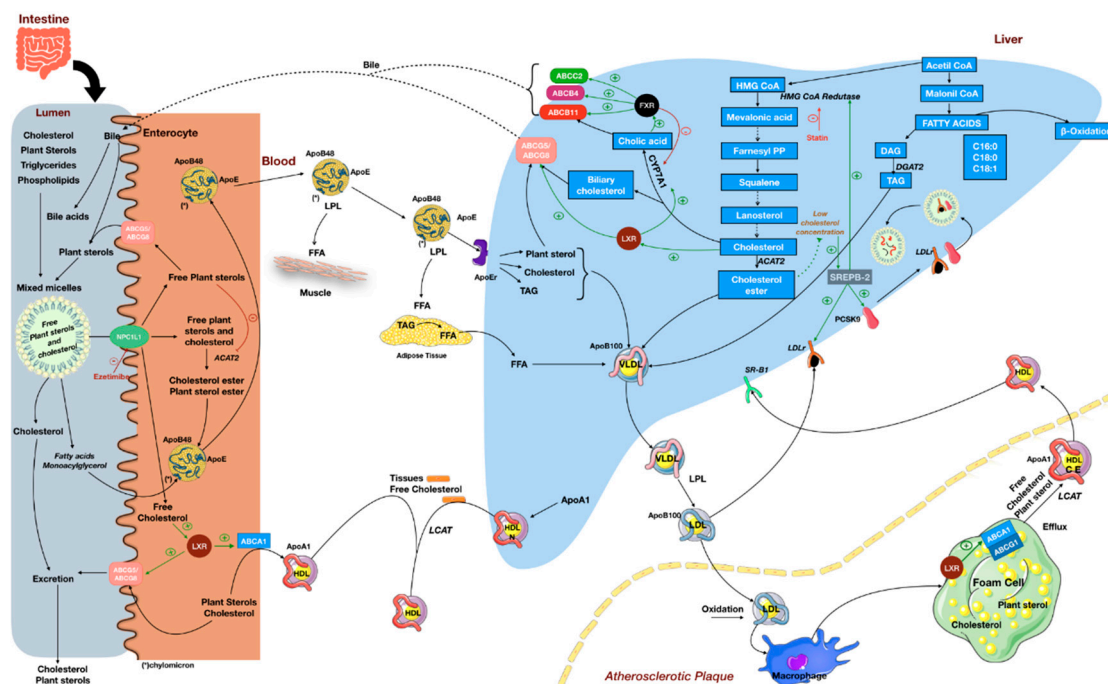 Intestine
Lumen
Cholesterol
Plant Sterols
Triglycerides
Phospholipids
Bile
Bile acids
Plant sterols
Mixed micelles
Free
Plant sterols
and
cholesterol
NPC1L1
Ezetimibe
Cholesterol
Fatty acids
Monoacylglycerol
Excretion
Cholesterol
Plant sterols
Enterocyte
ApoB48
ApoE
(*)
ABCG5/
ABCG8
Free Plant sterols
Free plant
sterols and
cholesterol
ACAT2
Cholesterol ester
Plant sterol ester
ApoB48
ApoE
(*)
Free
Cholesterol
LXR
ABCA1
ABCG5/
ABCG8
Plant Sterols
Cholesterol
(*)chylomicron
Blood
ApoB48
ApoE
(*)
LPL
FFA
Muscle
ApoB48
ApoE
(*)
LPL
FFA
TAG
FFA
Adipose Tissue
FFA
ApoEr
Plant sterol
Cholesterol
TAG
Tissues
Free Cholesterol
LCAT
ApoA1
HDL
HDL
HDL
N
ApoA1
Bile
Liver
ABCC2
ABCB4
ABCB11
FXR
Cholic acid
ABCG5/
ABCG8
CYP7A1
Biliary
cholesterol
LXR
HMG CoA
HMG CoA Redutase
Mevalonic acid
Statin
Farnesyl PP
Squalene
Lanosterol
Cholesterol
ACAT2
Cholesterol
ester
Low
cholesterol
concentration
Acetil CoA
Malonil CoA
FATTY ACIDS
β-Oxidation
C16:0
C18:0
C18:1
DAG
DGAT2
TAG
LDLr
SREPB-2
PCSK9
LDLr
SR-B1
ApoB100
VLDL
VLDL
LPL
ApoB100
LDL
Oxidation
LDL
Macrophage
Atherosclerotic Plaque
HDL
ApoA1
HDL
C E
LCAT
Free
Cholesterol
Plant sterol
Efflux
ABCA1
ABCG1
LXR
Foam Cell
Plant sterol
Cholesterol